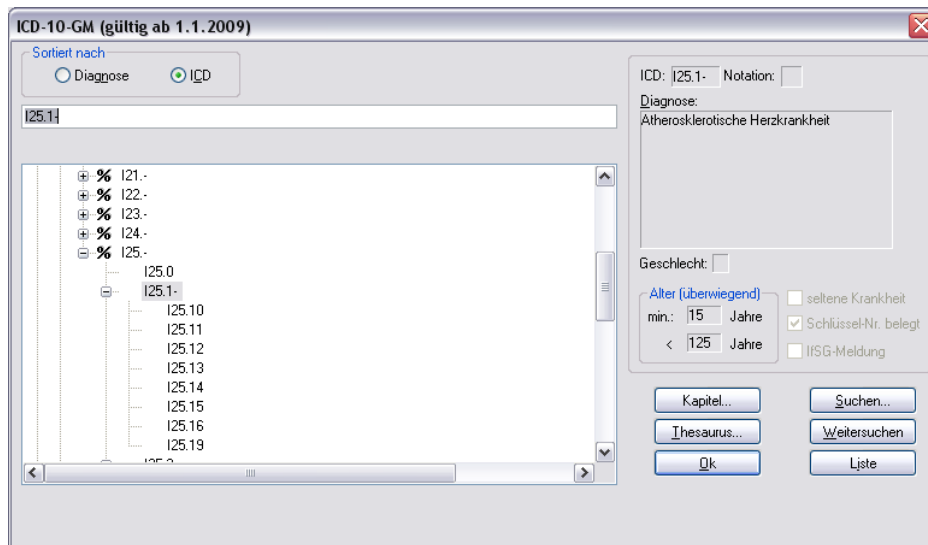 ICD-10-GM (gültig ab 1.1.2009)
Sortiert nach
Diagnose ICD
I25.1-
% I21.-
% I22.-
% I23.-
% I24.-
% I25.-
I25.0
I25.1-
I25.10
I25.11
I25.12
I25.13
I25.14
I25.15
I25.16
I25.19
ICD: I25.1- Notation:
Diagnose:
Atherosklerotische Herzkrankheit
Geschlecht:
Alter (überwiegend)
min.: 15 Jahre
< 125 Jahre
seltene Krankheit
Schlüssel-Nr. belegt
IfSG-Meldung
Kapitel... Suchen...
Thesaurus... Weitersuchen
Ok Liste